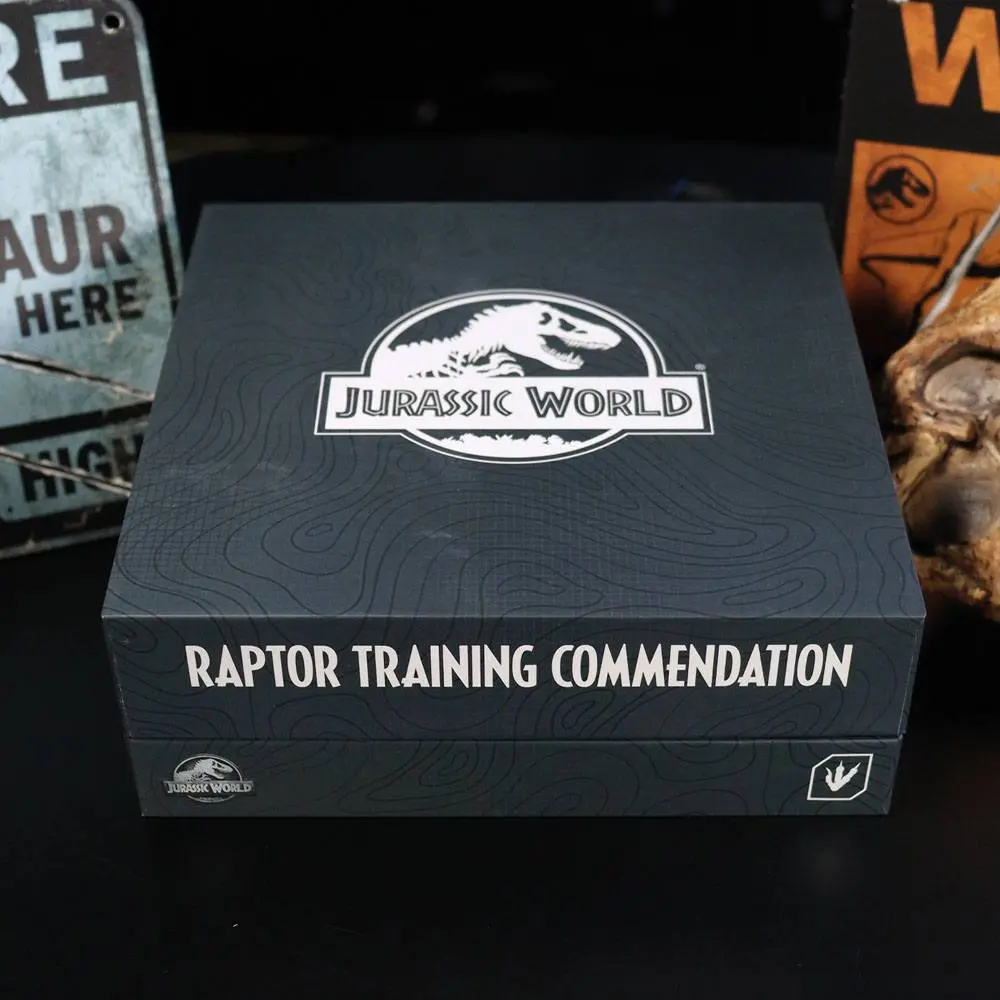 RE
AUR
HERE
HIGH
W
JURASSIC WORLD®
RAPTOR TRAINING COMMENDATION
JURASSIC WORLD